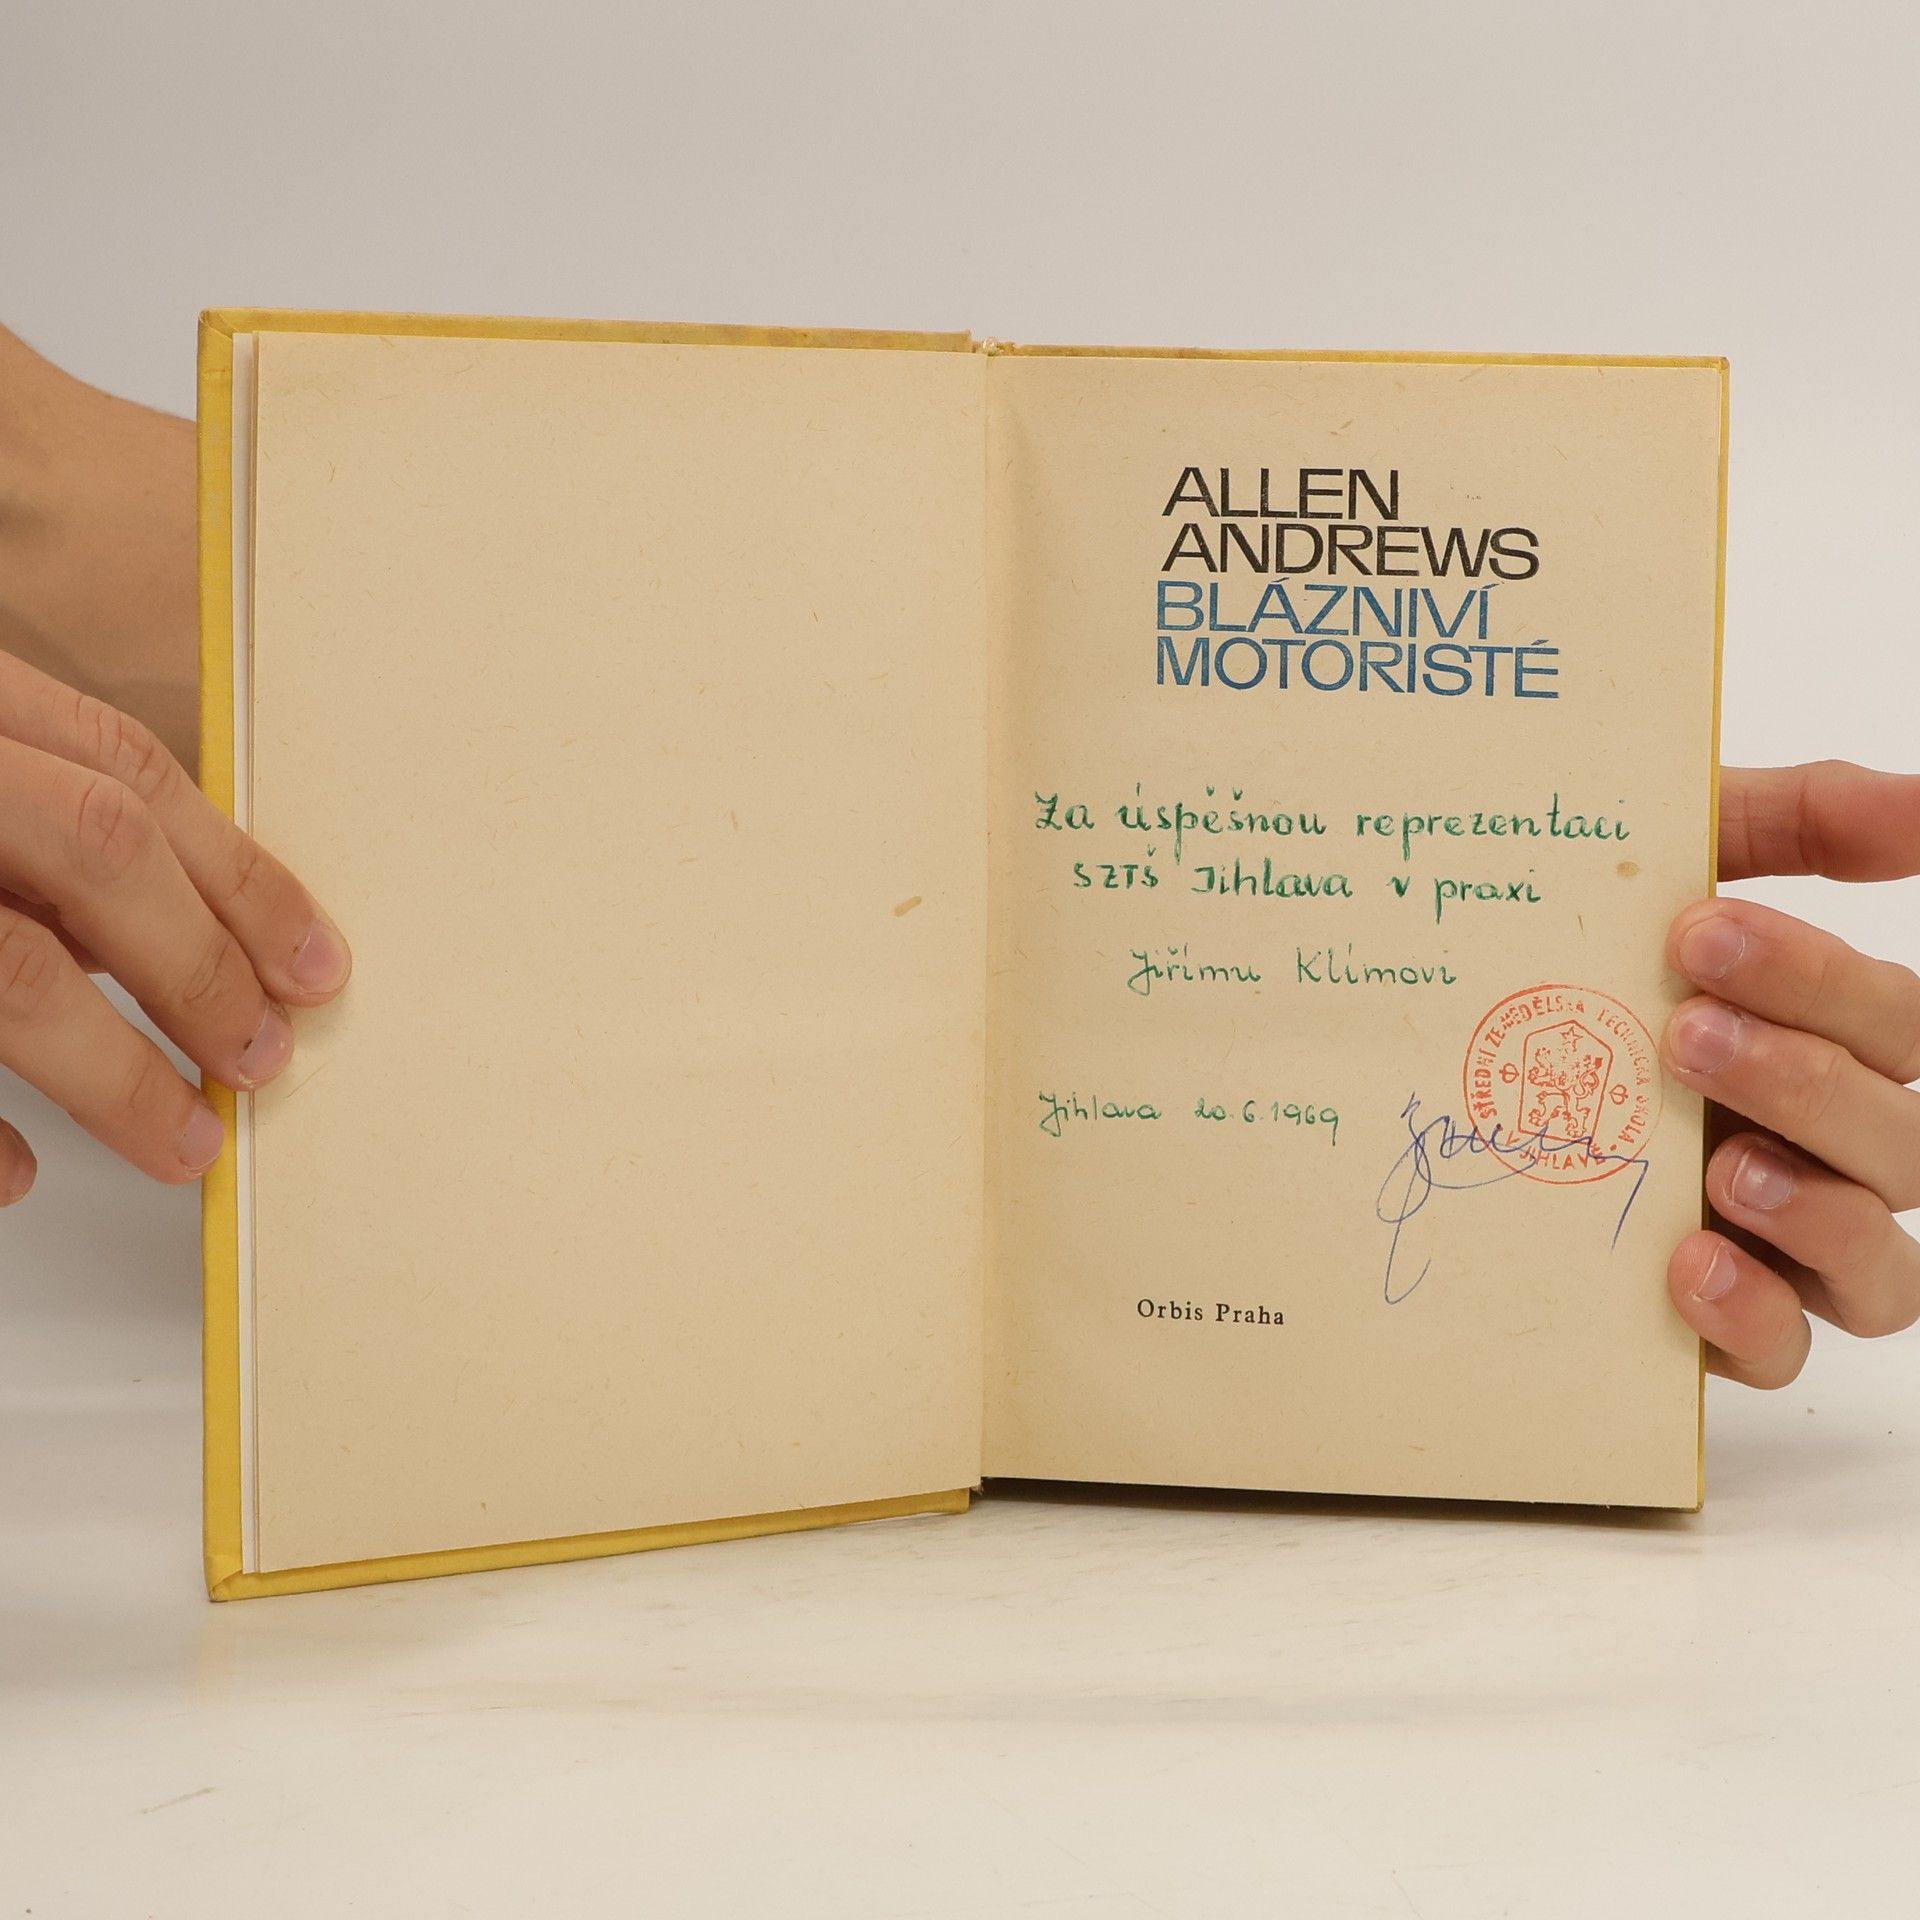 ALLEN
ANDREWS
BLÁZNIVÍ
MOTORISTÉ
Za úspěšnou reprezentaci
SZTŠ Jihlava v praxi
Jiřímu Klímovi
STŘEDNÍ ZEMĚDĚLSKÁ TECHNICKÁ ŠKOLA
V JIHLAVĚ
Jihlava 20.6.1969
Orbis Praha